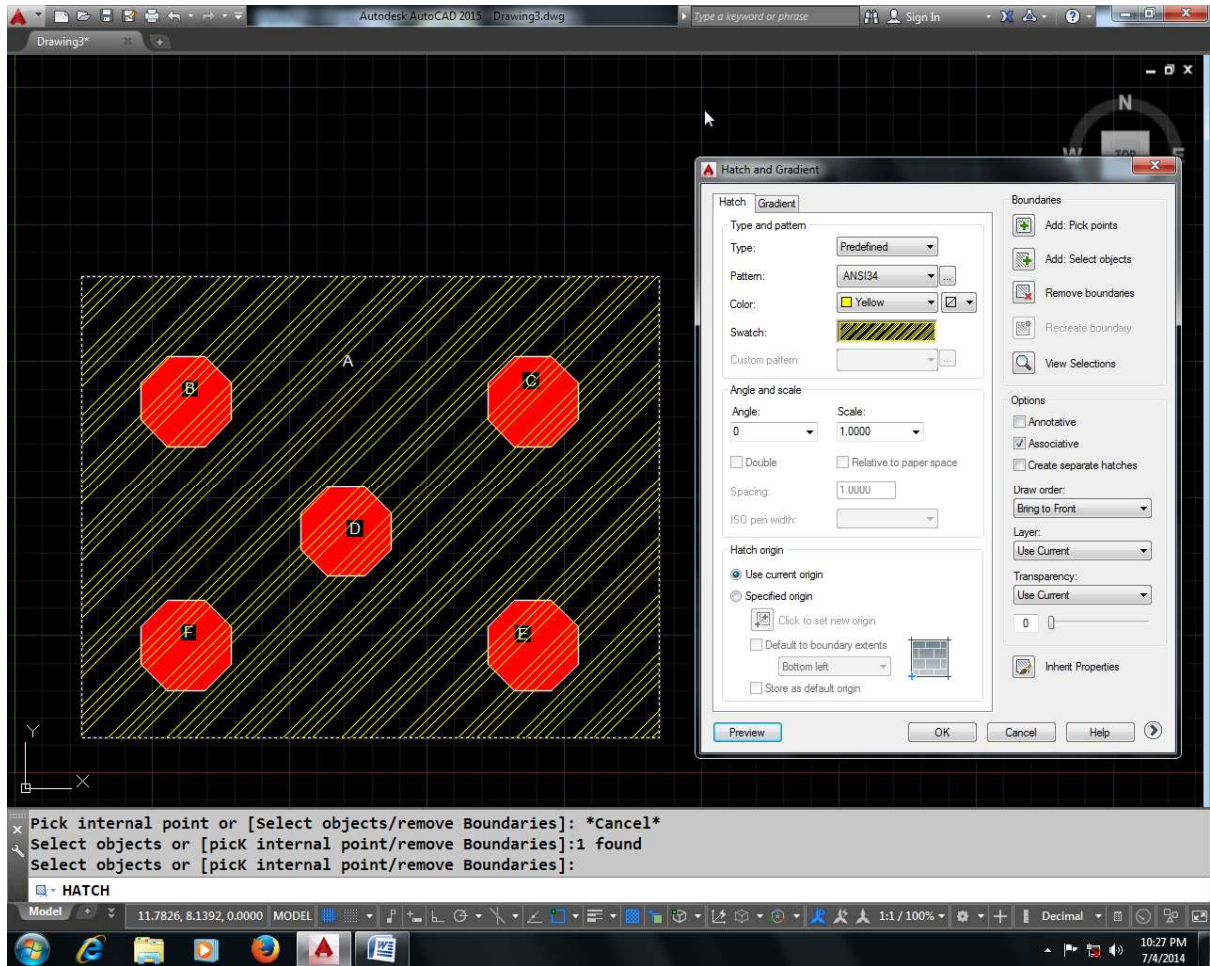 Autodesk AutoCAD 2015 Drawing3.dwg
Type a keyword or phrase
Sign In
Drawing3*
N
W
TOP
E
A
B
C
D
F
E
Y
X
Hatch and Gradient
Hatch
Gradient
Type and pattern
Type:
Predefined
Pattern:
ANSI34
...
Color:
Yellow
Swatch:
Custom pattern:
...
Angle and scale
Angle:
Scale:
0
1.0000
Double
Relative to paper space
Spacing:
1.0000
ISO pen width:
Hatch origin
Use current origin
Specified origin
Click to set new origin
Default to boundary extents
Bottom left
Store as default origin
Boundaries
Add: Pick points
Add: Select objects
Remove boundaries
Recreate boundary
View Selections
Options
Annotative
Associative
Create separate hatches
Draw order:
Bring to Front
Layer:
Use Current
Transparency:
Use Current
0
Inherit Properties
Preview
OK
Cancel
Help
Pick internal point or [Select objects/remove Boundaries]: *Cancel*
Select objects or [picK internal point/remove Boundaries]:1 found
Select objects or [picK internal point/remove Boundaries]:
HATCH
Model
11.7826, 8.1392, 0.0000 MODEL
1:1 / 100%
Decimal
10:27 PM
7/4/2014